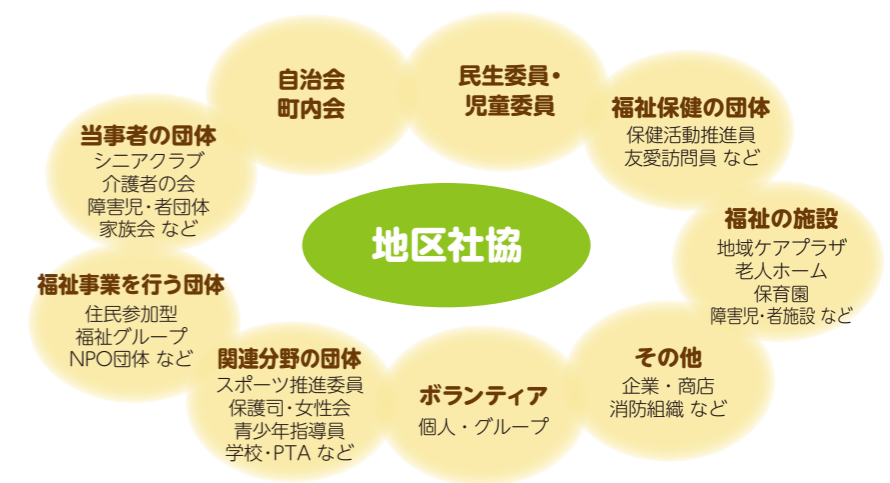 自治会
町内会
民生委員・
児童委員
福祉保健の団体
保健活動推進員
友愛訪問員 など
福祉の施設
地域ケアプラザ
老人ホーム
保育園
障害児・者施設 など
その他
企業・商店
消防組織 など
ボランティア
個人・グループ
関連分野の団体
スポーツ推進委員
保護司・女性会
青少年指導員
学校・PTA など
福祉事業を行う団体
住民参加型
福祉グループ
NPO団体 など
当事者の団体
シニアクラブ
介護者の会
障害児・者団体
家族会 など
地区社協